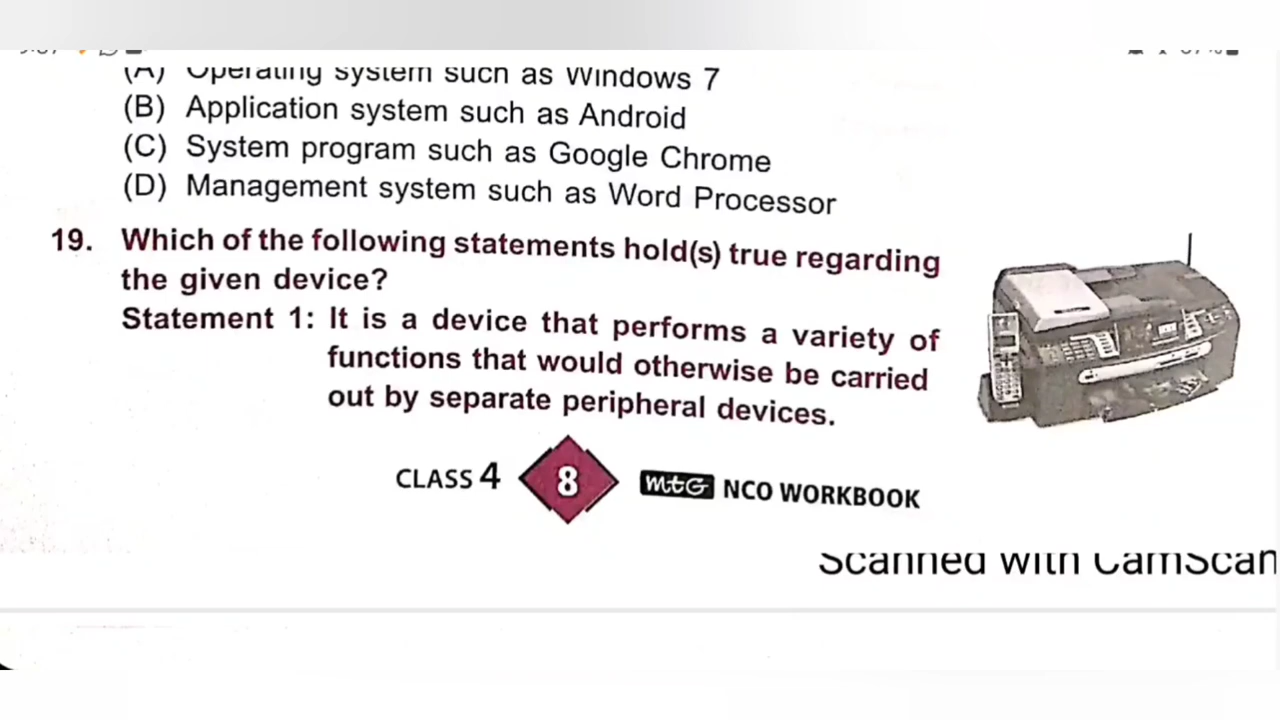 (A) Operating system such as Windows 7
(B) Application system such as Android
(C) System program such as Google Chrome
(D) Management system such as Word Processor
19. Which of the following statements hold(s) true regarding
the given device?
Statement 1: It is a device that performs a variety of
functions that would otherwise be carried
out by separate peripheral devices.
CLASS 4 8 mtG NCO WORKBOOK
Scanned with CamScan